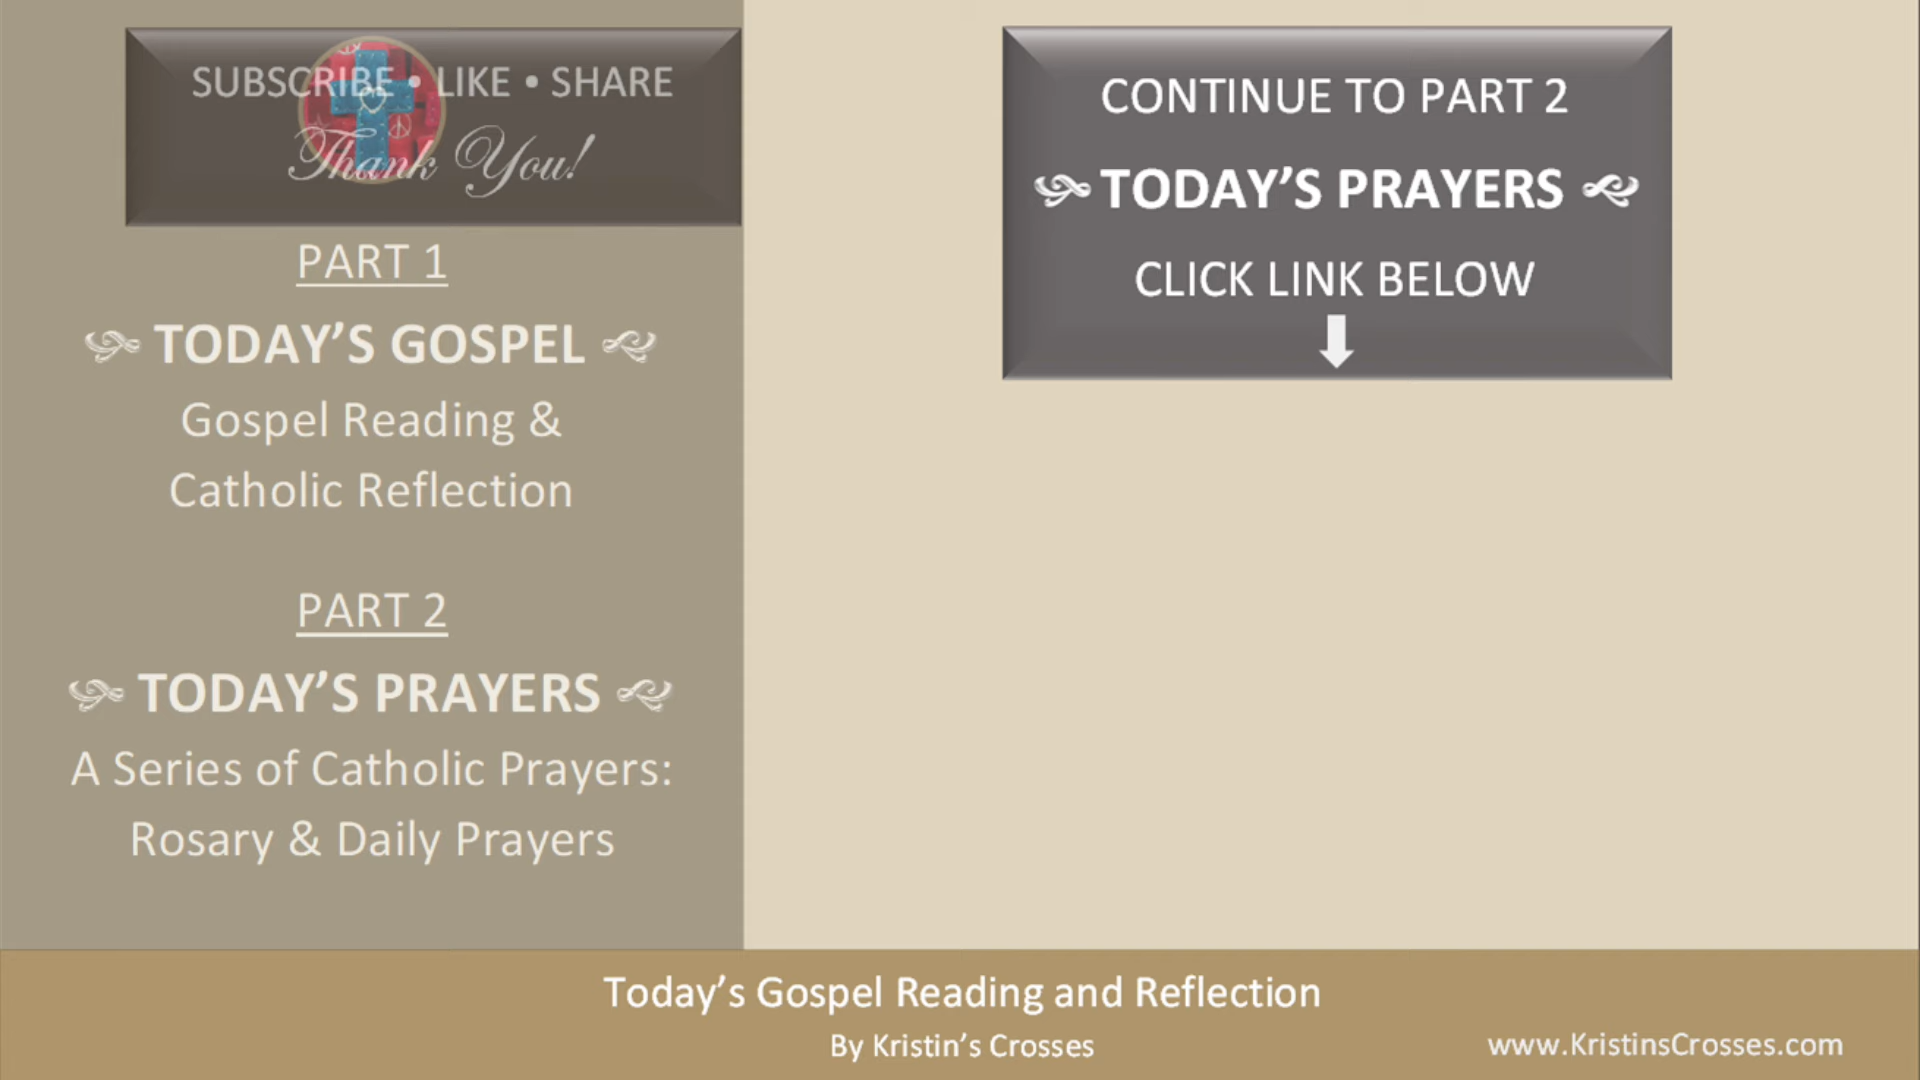 SUBSCRIBE • LIKE • SHARE
Thank You!
PART 1
TODAY’S GOSPEL
Gospel Reading &
Catholic Reflection
PART 2
TODAY’S PRAYERS
A Series of Catholic Prayers:
Rosary & Daily Prayers
CONTINUE TO PART 2
TODAY’S PRAYERS
CLICK LINK BELOW
Today’s Gospel Reading and Reflection
By Kristin’s Crosses
www.KristinsCrosses.com